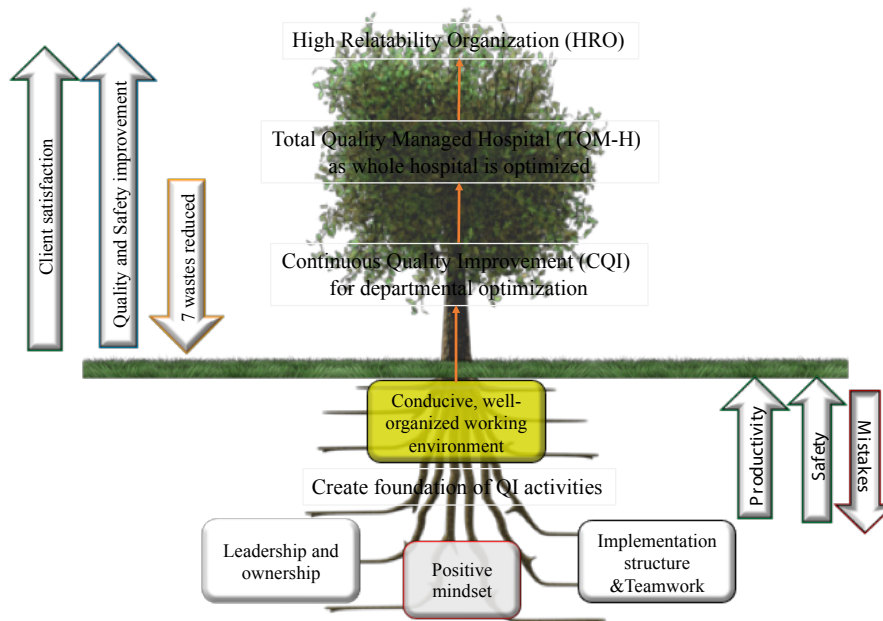 High Relatability Organization (HRO)
Total Quality Managed Hospital (TQM-H)
as whole hospital is optimized
Continuous Quality Improvement (CQI)
for departmental optimization
Client satisfaction
Quality and Safety improvement
7 wastes reduced
Conducive, well-
organized working
environment
Create foundation of QI activities
Leadership and
ownership
Positive
mindset
Implementation
structure
&Teamwork
Productivity
Safety
Mistakes